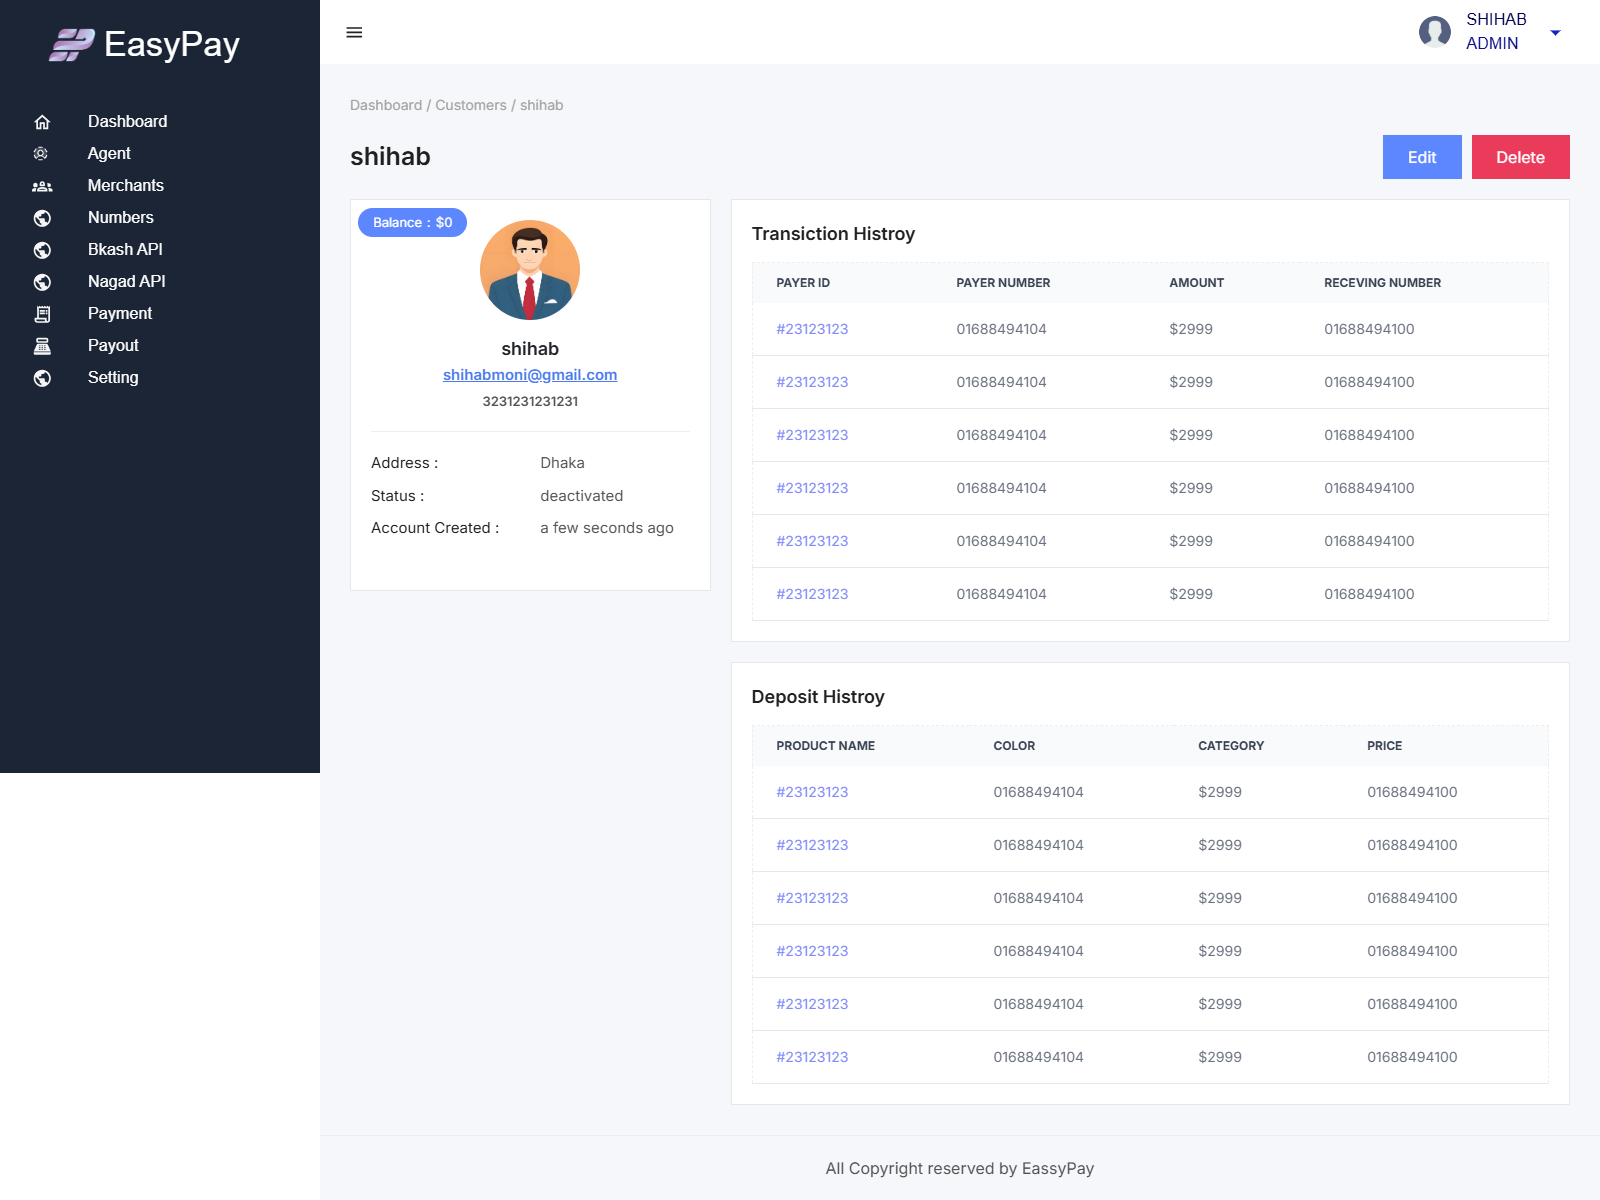 EasyPay
SHIHAB
ADMIN
Dashboard
Agent
Merchants
Numbers
Bkash API
Nagad API
Payment
Payout
Setting
Dashboard / Customers / shihab
shihab
Edit
Delete
Balance : $0
shihab
shihabmoni@gmail.com
3231231231231
Address : Dhaka
Status : deactivated
Account Created : a few seconds ago
Transiction Histroy
PAYER ID PAYER NUMBER AMOUNT RECEVING NUMBER
#23123123 01688494104 $2999 01688494100
#23123123 01688494104 $2999 01688494100
#23123123 01688494104 $2999 01688494100
#23123123 01688494104 $2999 01688494100
#23123123 01688494104 $2999 01688494100
#23123123 01688494104 $2999 01688494100
Deposit Histroy
PRODUCT NAME COLOR CATEGORY PRICE
#23123123 01688494104 $2999 01688494100
#23123123 01688494104 $2999 01688494100
#23123123 01688494104 $2999 01688494100
#23123123 01688494104 $2999 01688494100
#23123123 01688494104 $2999 01688494100
#23123123 01688494104 $2999 01688494100
All Copyright reserved by EassyPay